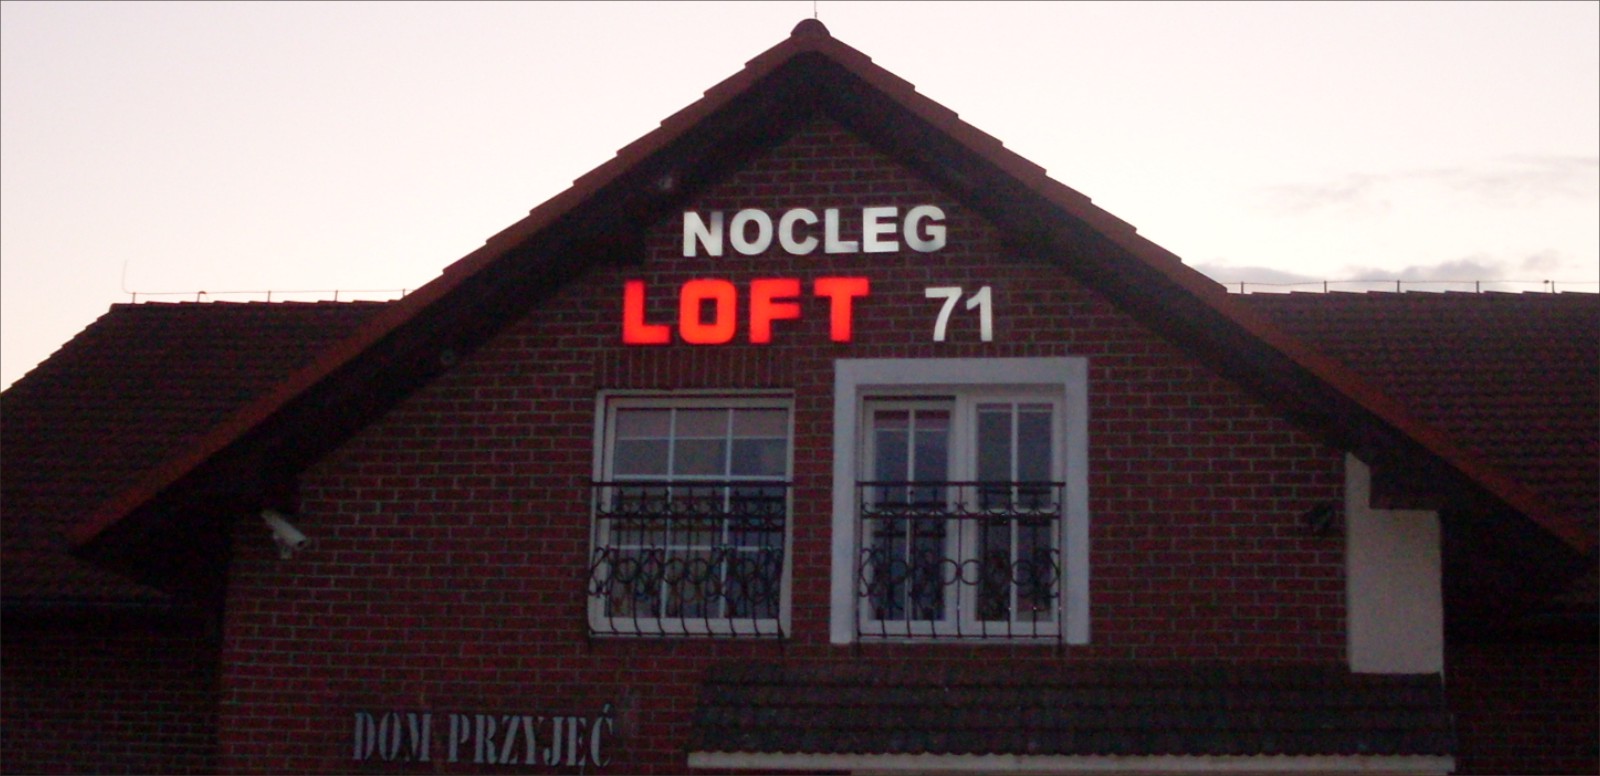 NOCLEG
LOFT 71
DOM PRZYJĘĆ